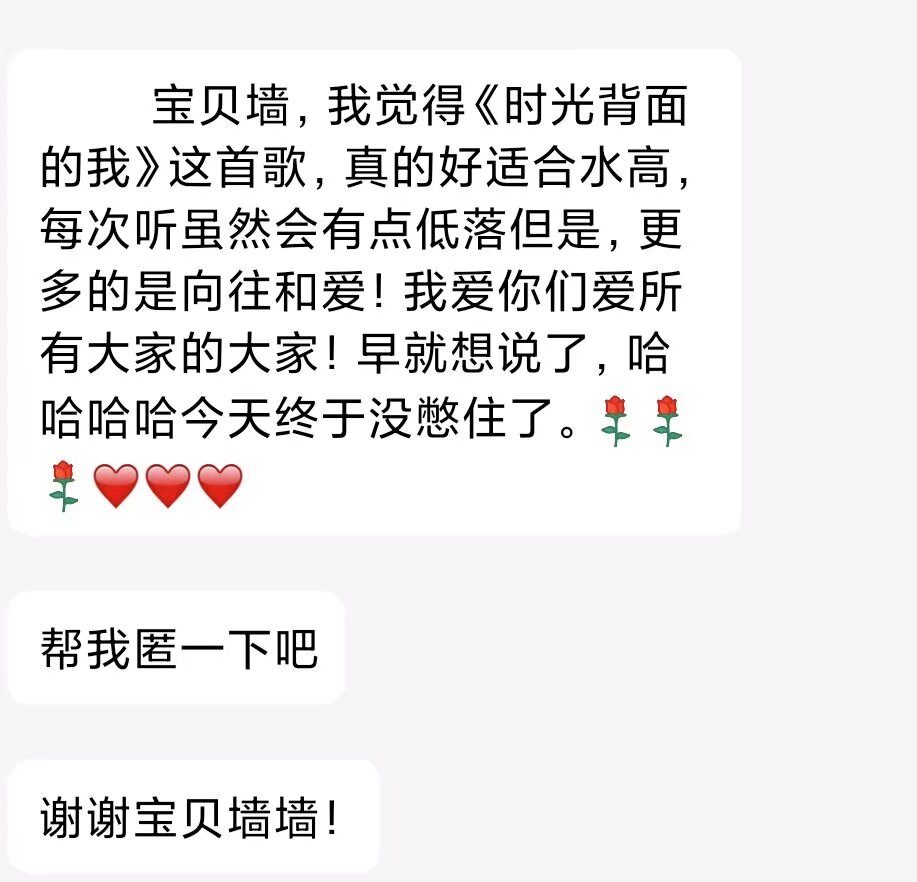 宝贝墙，我觉得《时光背面
的我》这首歌，真的好适合水高，
每次听虽然会有点低落但是，更
多的是向往和爱！我爱你们爱所
有大家的大家！早就想说了，哈
哈哈哈今天终于没憋住了。🌹🌹
🌹❤️❤️❤️
帮我匿一下吧
谢谢宝贝墙墙！